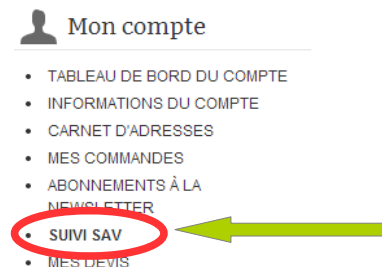 Mon compte
TABLEAU DE BORD DU COMPTE
INFORMATIONS DU COMPTE
CARNET D'ADRESSES
MES COMMANDES
ABONNEMENTS À LA
NEWSLETTER
SUIVI SAV
MES DEVIS